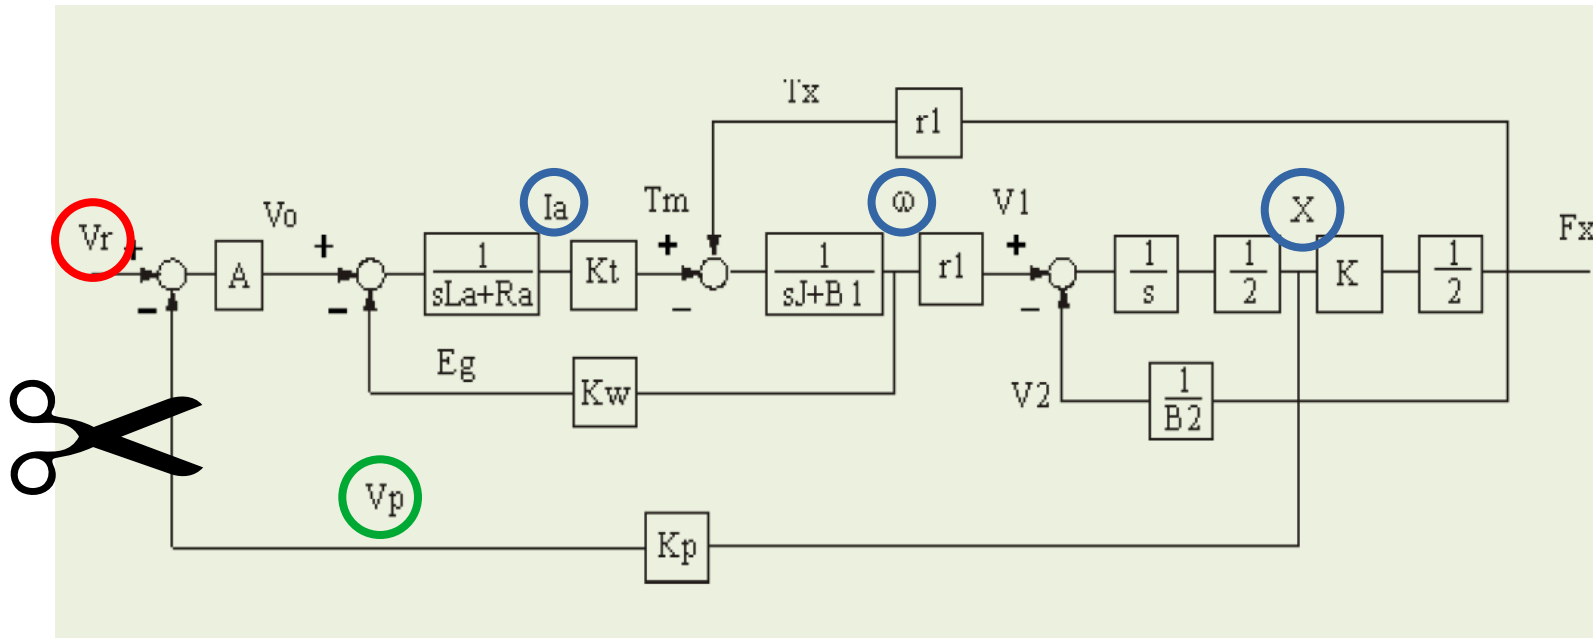 Tx
r1
Vr
+
Vo
A
−
+
−
Ia
1
sLa+Ra
Kt
Tm
+
−
ω
1
sJ+B1
r1
V1
+
−
1
s
1
2
X
K
1
2
Fx
Eg
Kw
V2
1
B2
Vp
Kp